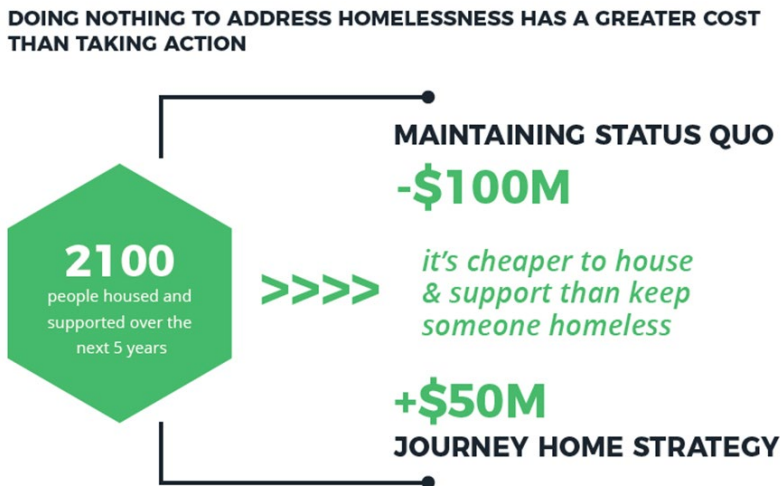 DOING NOTHING TO ADDRESS HOMELESSNESS HAS A GREATER COST
THAN TAKING ACTION
MAINTAINING STATUS QUO
-$100M
2100
people housed and
supported over the
next 5 years
>>>>
it's cheaper to house
& support than keep
someone homeless
+$50M
JOURNEY HOME STRATEGY